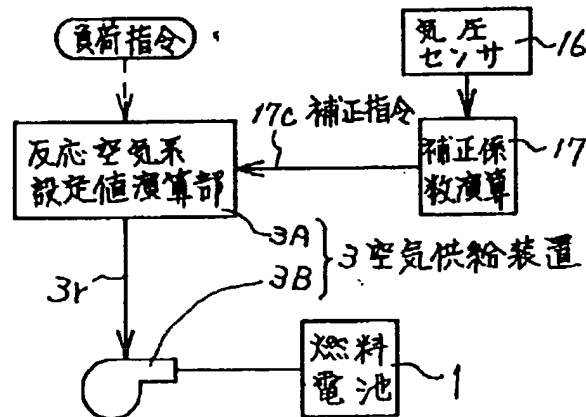 負荷指令
気圧
センサ
16
17c 補正指令
反応空気系
設定値演算部
補正係
数演算
17
3A
3B
3 空気供給装置
3r
燃料
電池
1